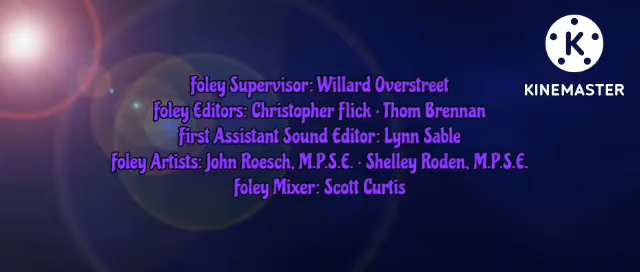 Foley Supervisor: Willard Overstreet
Foley Editors: Christopher Flick · Thom Brennan
First Assistant Sound Editor: Lynn Sable
Foley Artists: John Roesch, M.P.S.E. · Shelley Roden, M.P.S.E.
Foley Mixer: Scott Curtis
K
KINEMASTER